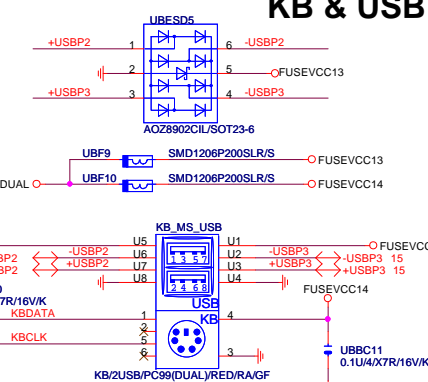 KB & USB
UBESD5
+USBP2 1 6 -USBP2
2 5 FUSEVCC13
+USBP3 3 4 -USBP3
AOZ8902CIL/SOT23-6
UBF9 SMD1206P200SLR/S FUSEVCC13
DUAL UBF10 SMD1206P200SLR/S FUSEVCC14
KB_MS_USB
U5 U1 FUSEVC
BP2 -USBP2 U6 U2 -USBP3 -USBP3 15
BP2 +USBP2 U7 U3 +USBP3 +USBP3 15
U8 U4
1 3 5 7
2 4 6 8
FUSEVCC14
7R/16V/K
USB
KBDATA 1 KB 4
2
KBCLK 5
6 3
UBBC11
0.1U/4/X7R/16V/K
KB/2USB/PC99(DUAL)/RED/RA/GF